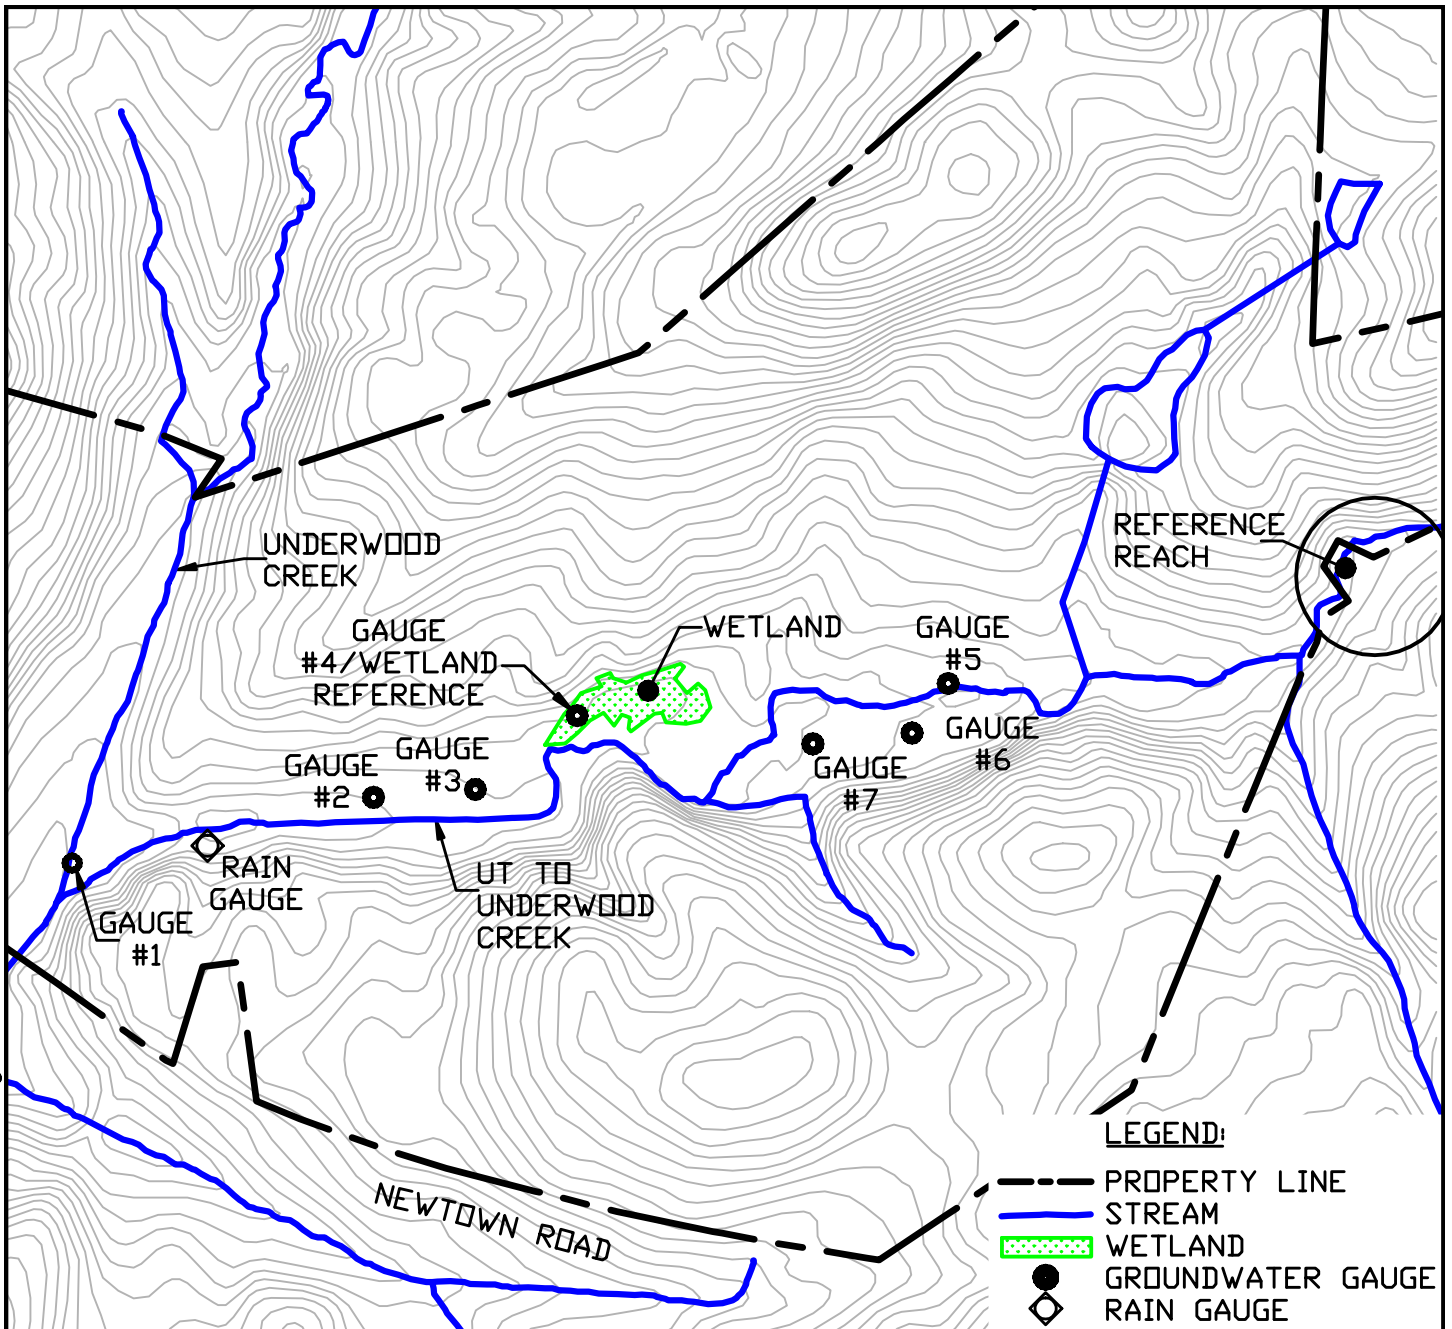 REFERENCE
REACH
UNDERWOOD
CREEK
GAUGE
#4/WETLAND
REFERENCE
WETLAND
GAUGE
#5
GAUGE
#6
GAUGE
#3
GAUGE
#2
GAUGE
#7
RAIN
GAUGE
UT TO
UNDERWOOD
CREEK
GAUGE
#1
NEWTOWN ROAD
LEGEND:
PROPERTY LINE
STREAM
WETLAND
GROUNDWATER GAUGE
RAIN GAUGE